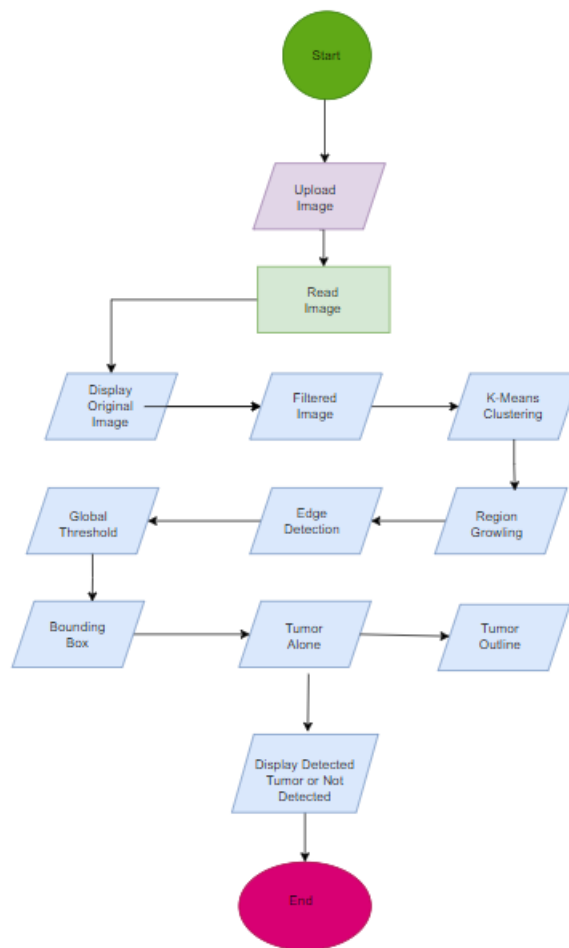 Start
Upload
Image
Read
Image
Display
Original
Image
Filtered
Image
K-Means
Clustering
Region
Growling
Edge
Detection
Global
Threshold
Bounding
Box
Tumor
Alone
Tumor
Outline
Display Detected
Tumor or Not
Detected
End